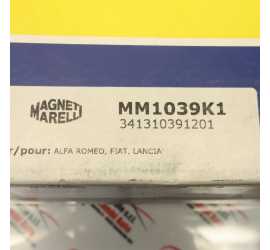 MAGNETI
MARELLI
MM1039K1
341310391201
r/pour: ALFA ROMEO, FIAT, LANCIA